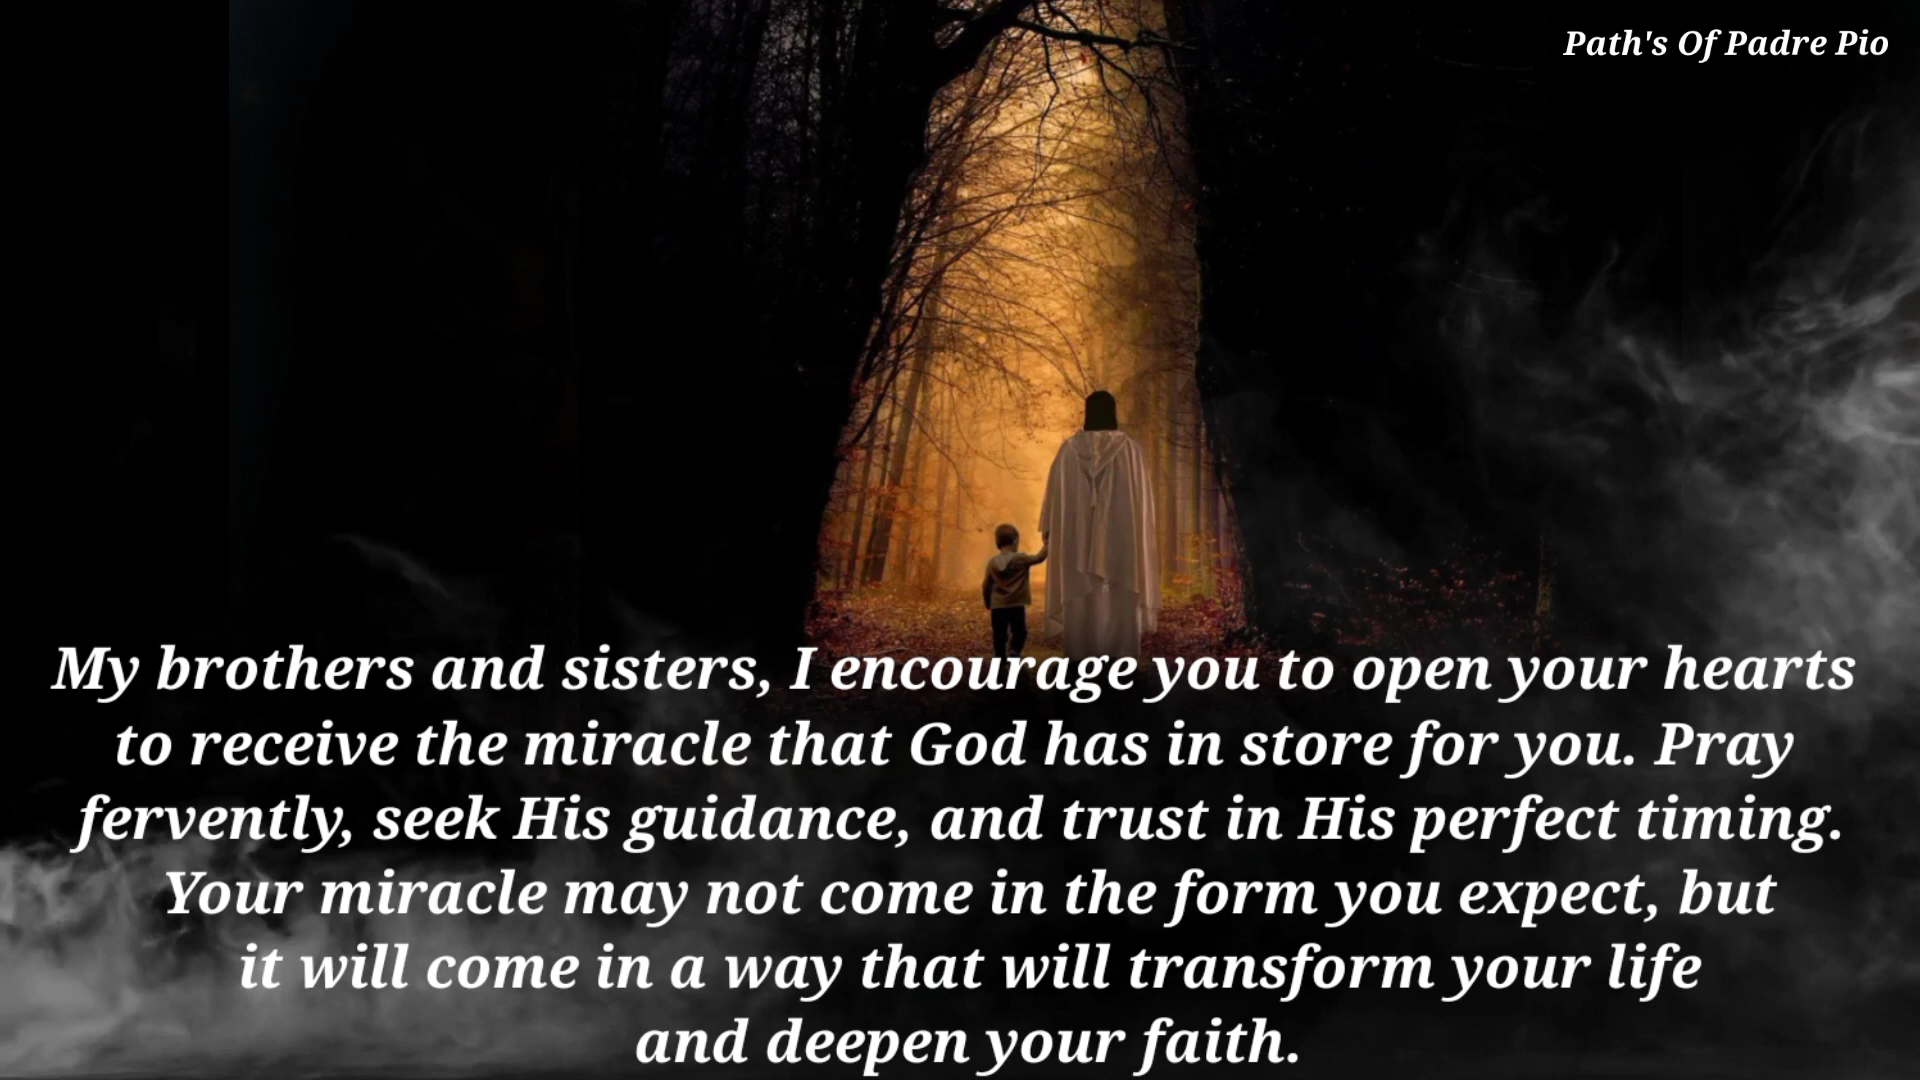 Path's Of Padre Pio
My brothers and sisters, I encourage you to open your hearts
to receive the miracle that God has in store for you. Pray
fervently, seek His guidance, and trust in His perfect timing.
Your miracle may not come in the form you expect, but
it will come in a way that will transform your life
and deepen your faith.